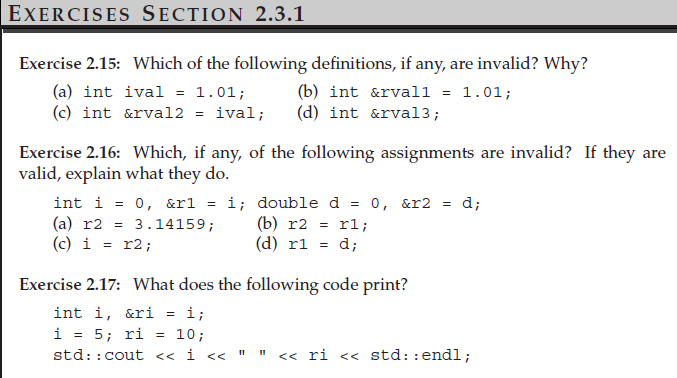 EXERCISES SECTION 2.3.1
Exercise 2.15: Which of the following definitions, if any, are invalid? Why?
(a) int ival = 1.01; (b) int &rval1 = 1.01;
(c) int &rval2 = ival; (d) int &rval3;
Exercise 2.16: Which, if any, of the following assignments are invalid? If they are
valid, explain what they do.
int i = 0, &r1 = i; double d = 0, &r2 = d;
(a) r2 = 3.14159; (b) r2 = r1;
(c) i = r2; (d) r1 = d;
Exercise 2.17: What does the following code print?
int i, &ri = i;
i = 5; ri = 10;
std::cout << i << " " << ri << std::endl;